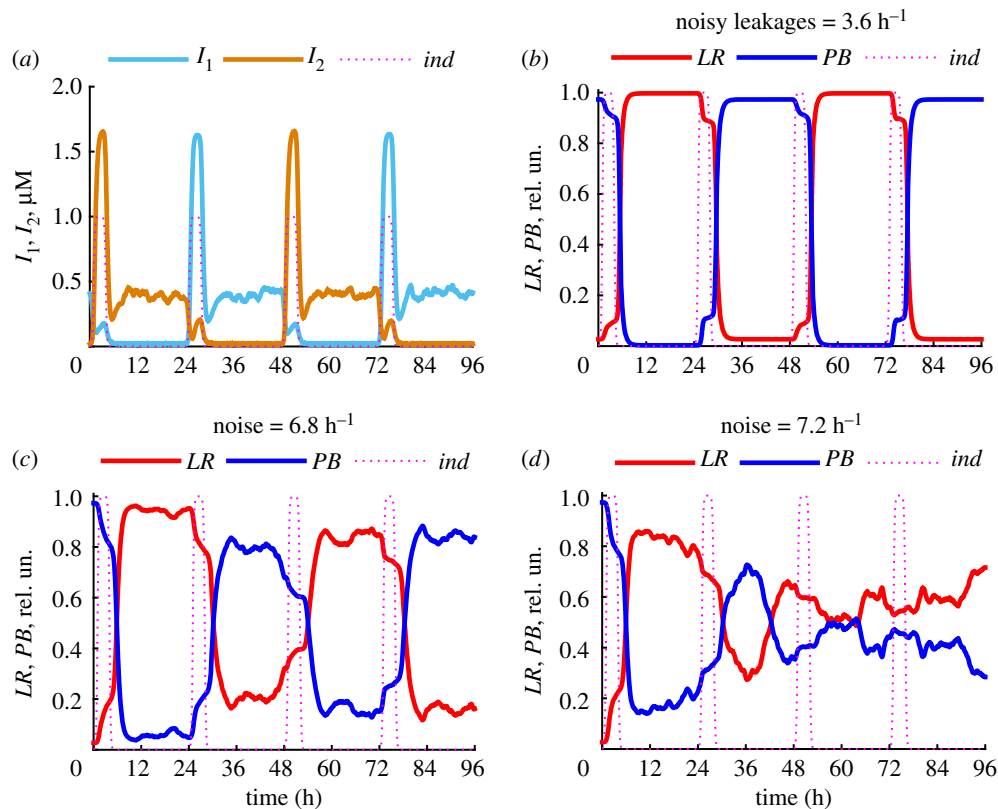 noisy leakages = 3.6 h–1
(a) I1 I2 ind
(b) LR PB ind
2.0
1.5
1.0
0.5
I1, I2, µM
0 12 24 36 48 60 72 84 96
1.0
0.8
0.6
0.4
0.2
LR, PB, rel. un.
0 12 24 36 48 60 72 84 96
noise = 6.8 h–1
(c) LR PB ind
1.0
0.8
0.6
0.4
0.2
LR, PB, rel. un.
0 12 24 36 48 60 72 84 96
time (h)
noise = 7.2 h–1
(d) LR PB ind
1.0
0.8
0.6
0.4
0.2
LR, PB, rel. un.
0 12 24 36 48 60 72 84 96
time (h)